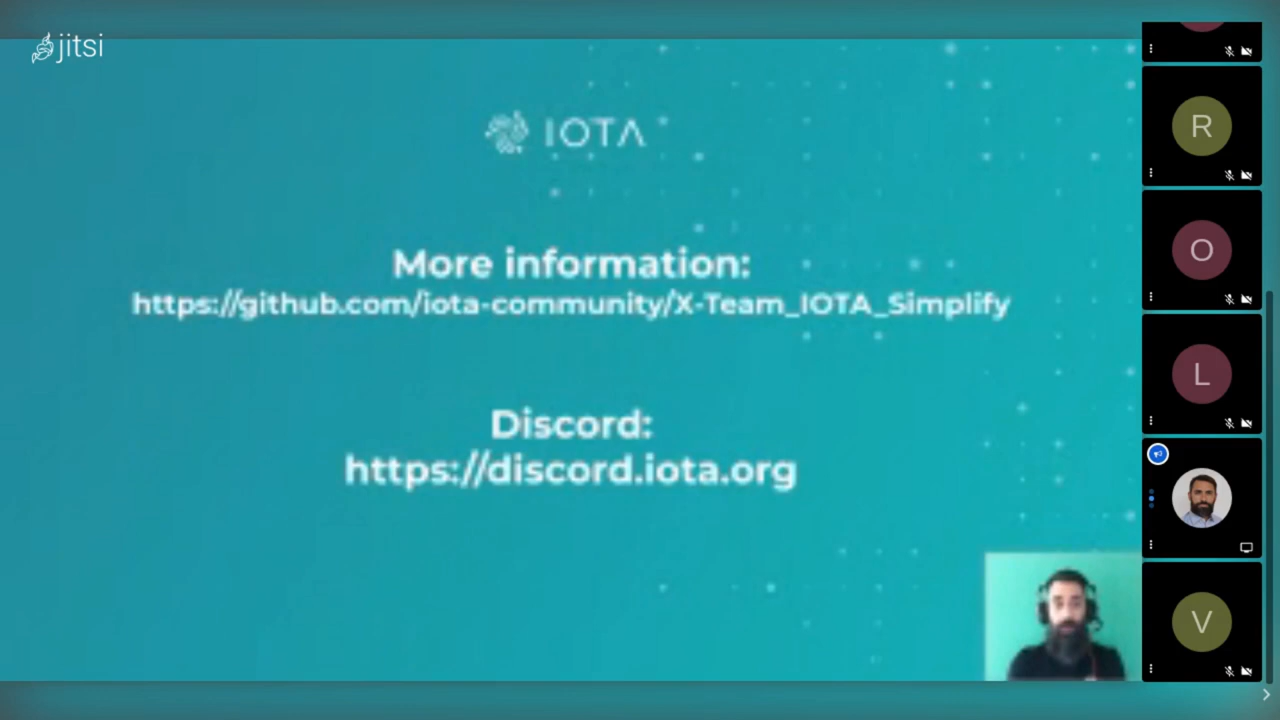 jitsi
IOTA
More information:
https://github.com/iota-community/X-Team_IOTA_Simplify
Discord:
https://discord.iota.org
R
O
L
V